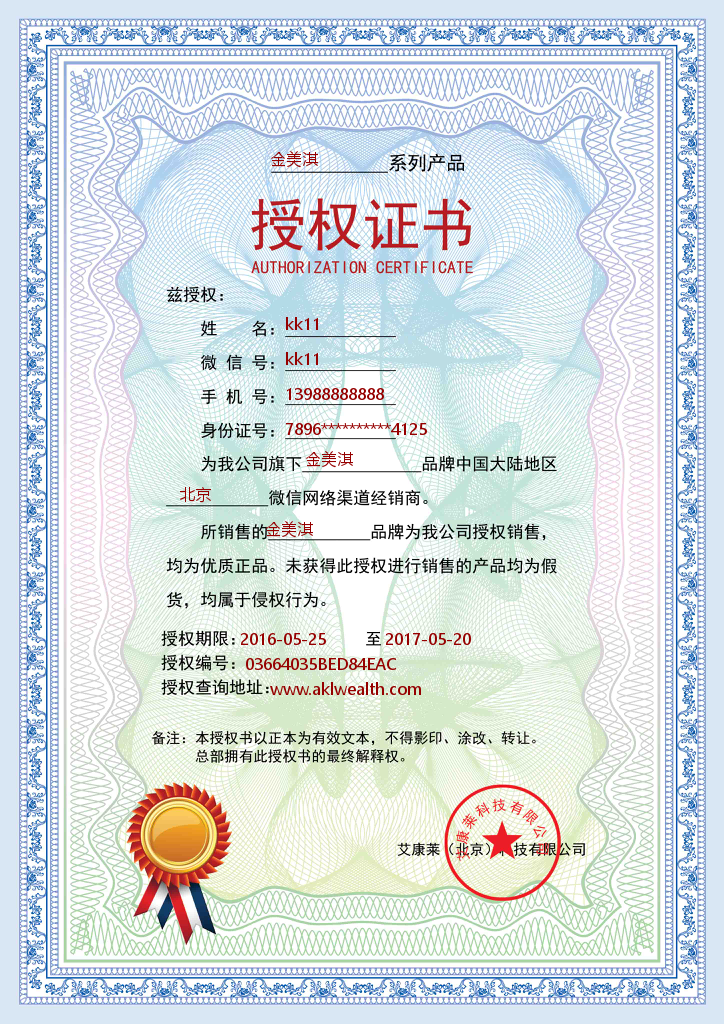 金美淇 系列产品
授权证书
AUTHORIZATION CERTIFICATE
兹授权：
姓 名：kk11
微 信 号：kk11
手 机 号：13988888888
身份证号：7896**********4125
为我公司旗下金美淇品牌中国大陆地区
北京 微信网络渠道经销商。
所销售的金美淇 品牌为我公司授权销售，
均为优质正品。未获得此授权进行销售的产品均为假
货，均属于侵权行为。
授权期限：2016-05-25 至 2017-05-20
授权编号：03664035BED84EAC
授权查询地址：www.aklwealth.com
备注：本授权书以正本为有效文本，不得影印、涂改、转让。
总部拥有此授权书的最终解释权。
艾康莱科技有限公司
艾康莱（北京）科技有限公司